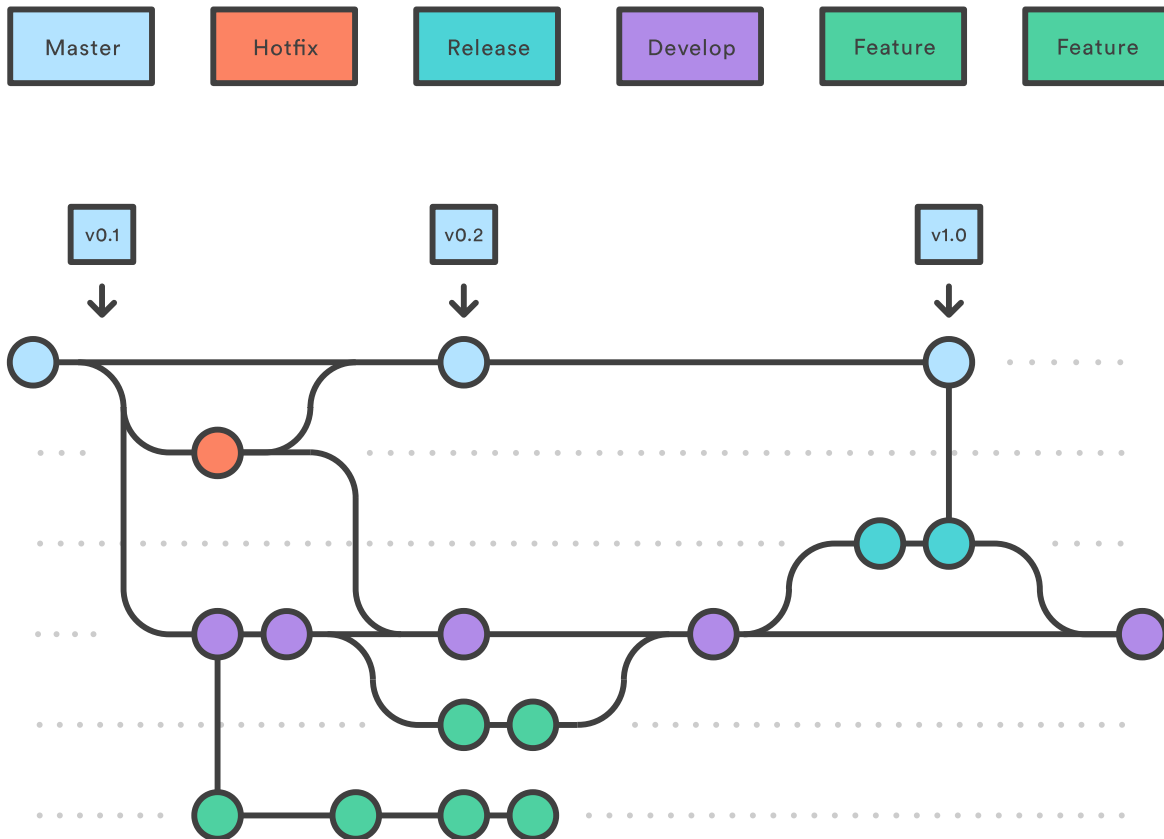 Master
Hotfix
Release
Develop
Feature
Feature
v0.1
v0.2
v1.0